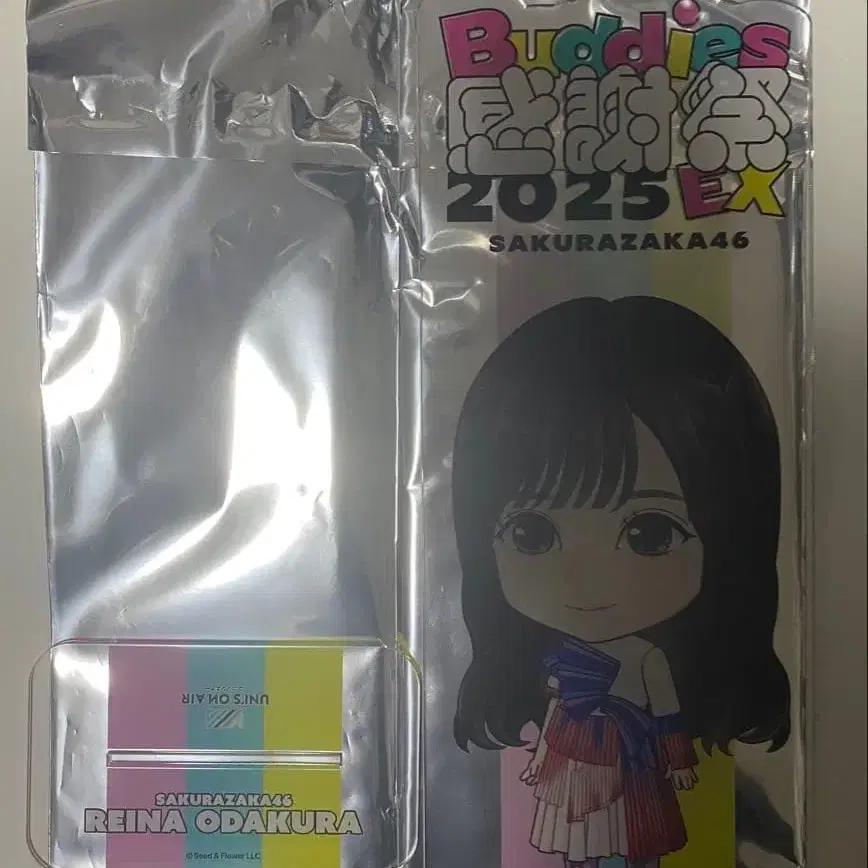 Buddies
感謝祭
2025 EX
SAKURAZAKA46
UNI'S ON AIR
SAKURAZAKA46
REINA ODAKURA
© Seed & Flower LLC